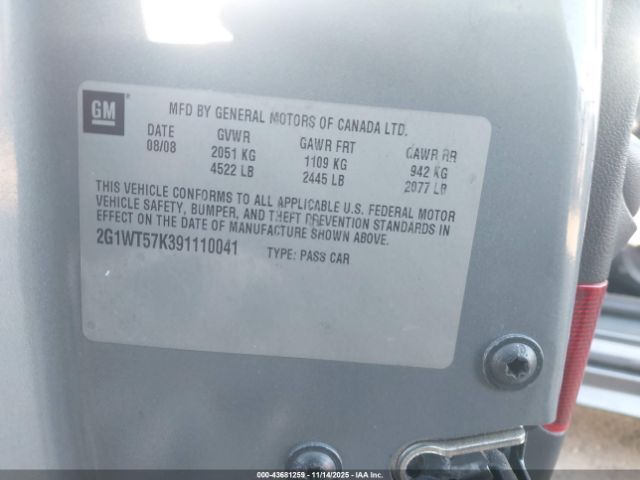 GM
MFD BY GENERAL MOTORS OF CANADA LTD.
DATE GVWR GAWR FRT GAWR RR
08/08 2051 KG 1109 KG 942 KG
4522 LB 2445 LB 2077 LB
THIS VEHICLE CONFORMS TO ALL APPLICABLE U.S. FEDERAL MOTOR
VEHICLE SAFETY, BUMPER, AND THEFT PREVENTION STANDARDS IN
EFFECT ON THE DATE OF MANUFACTURE SHOWN ABOVE.
2G1WT57K391110041 TYPE: PASS CAR
00-43681259 - 11/14/2025 - IAAI.COM